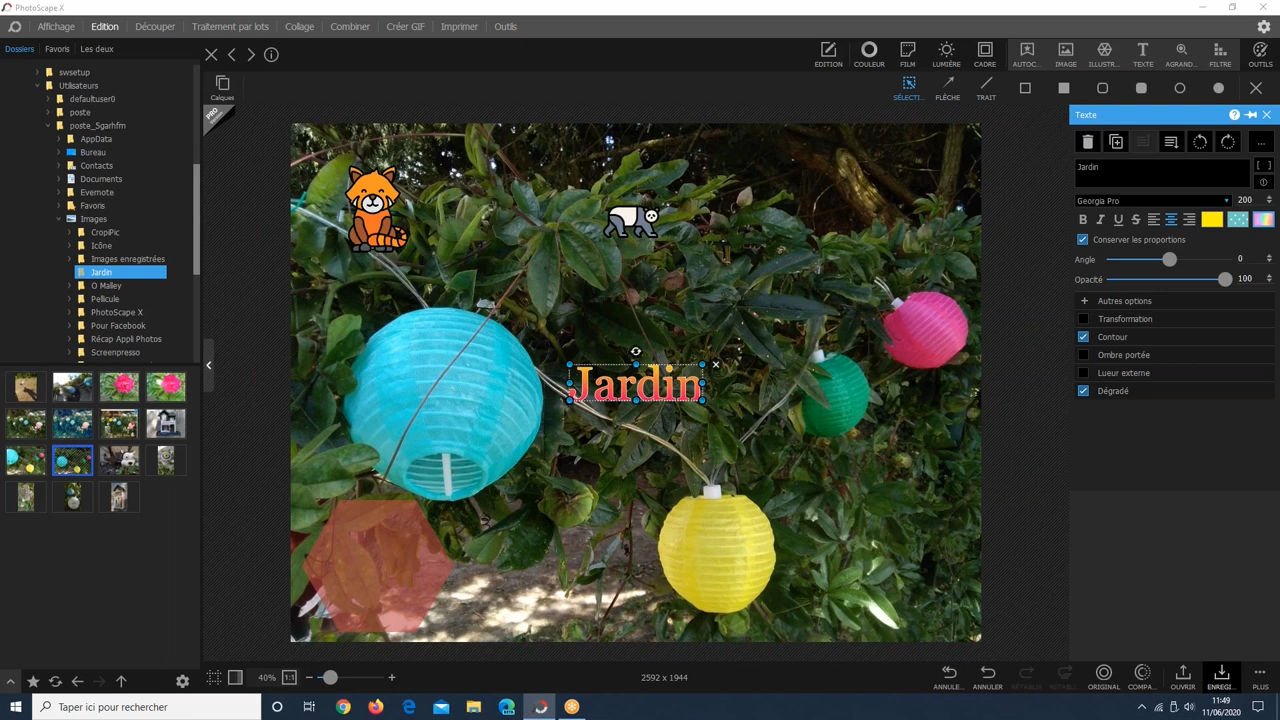 PhotoScape X
Affichage Edition Découper Traitement par lots Collage Combiner Créer GIF Imprimer Outils
Dossiers Favoris Les deux
EDITION COULEUR FILM LUMIÈRE CADRE AUTOC... IMAGE ILLUSTR... TEXTE AGRAND... FILTRE OUTILS
Calques
SÉLECTI... FLÈCHE TRAIT
PRO
swsetup
Utilisateurs
defaultuser0
poste
poste_5garhfm
AppData
Bureau
Contacts
Documents
Evernote
Favoris
Images
CropiPic
Icône
Images enregistrées
Jardin
O Malley
Pellicule
PhotoScape X
Pour Facebook
Récap Appli Photos
Screenpresso
Jardin
Texte
...
Jardin
Georgia Pro 200
B I U S
Conserver les proportions
Angle 0
Opacité 100
Autres options
Transformation
Contour
Ombre portée
Lueur externe
Dégradé
40% 1:1 2592 x 1944
ANNULE... ANNULER RÉTABLIR RÉTABL... ORIGINAL COMPA... OUVRIR ENREGI... PLUS
Taper ici pour rechercher
11:49
11/06/2020